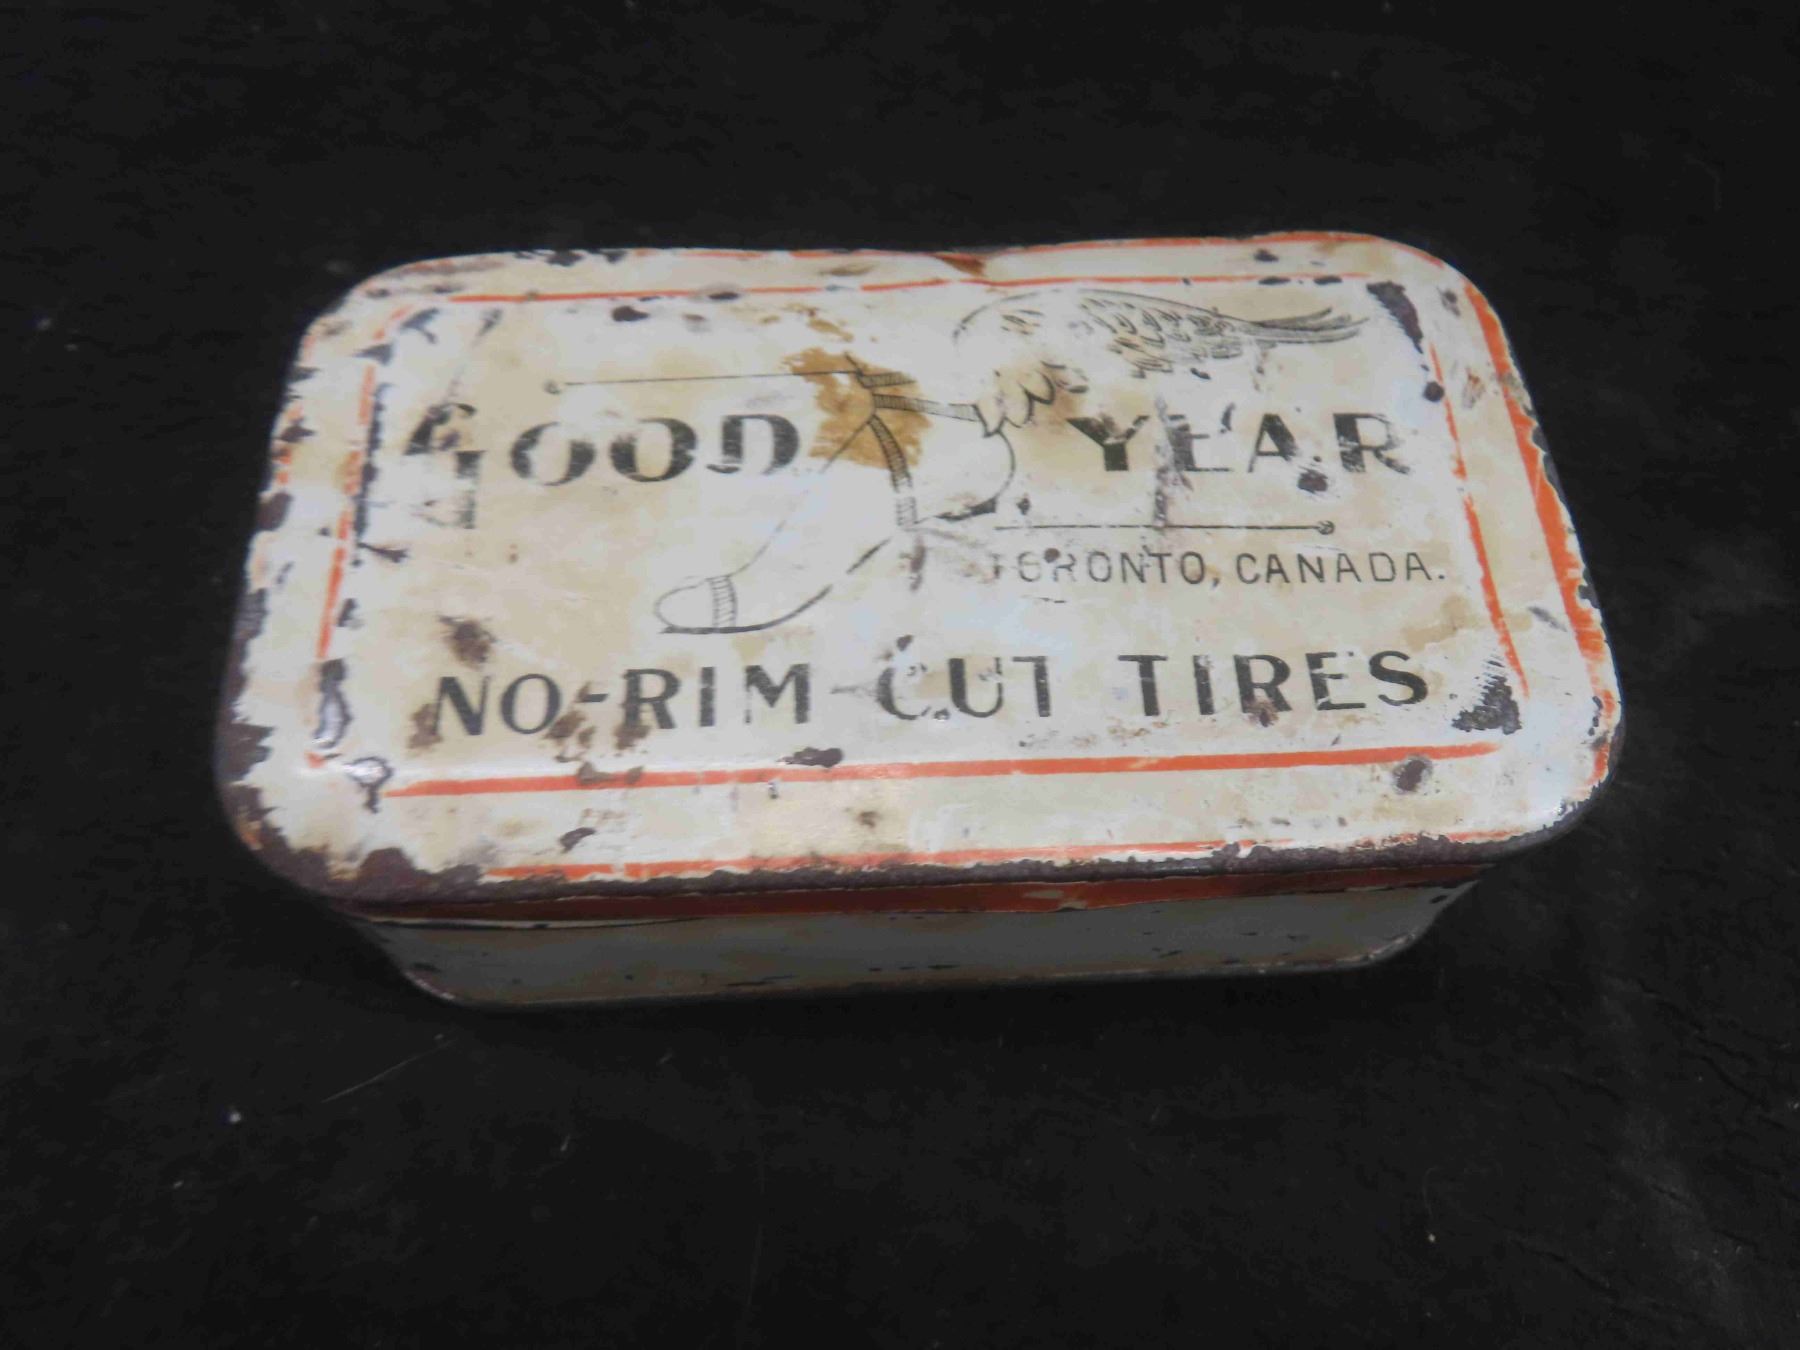 GOOD YEAR
TORONTO, CANADA.
NO-RIM-CUT TIRES